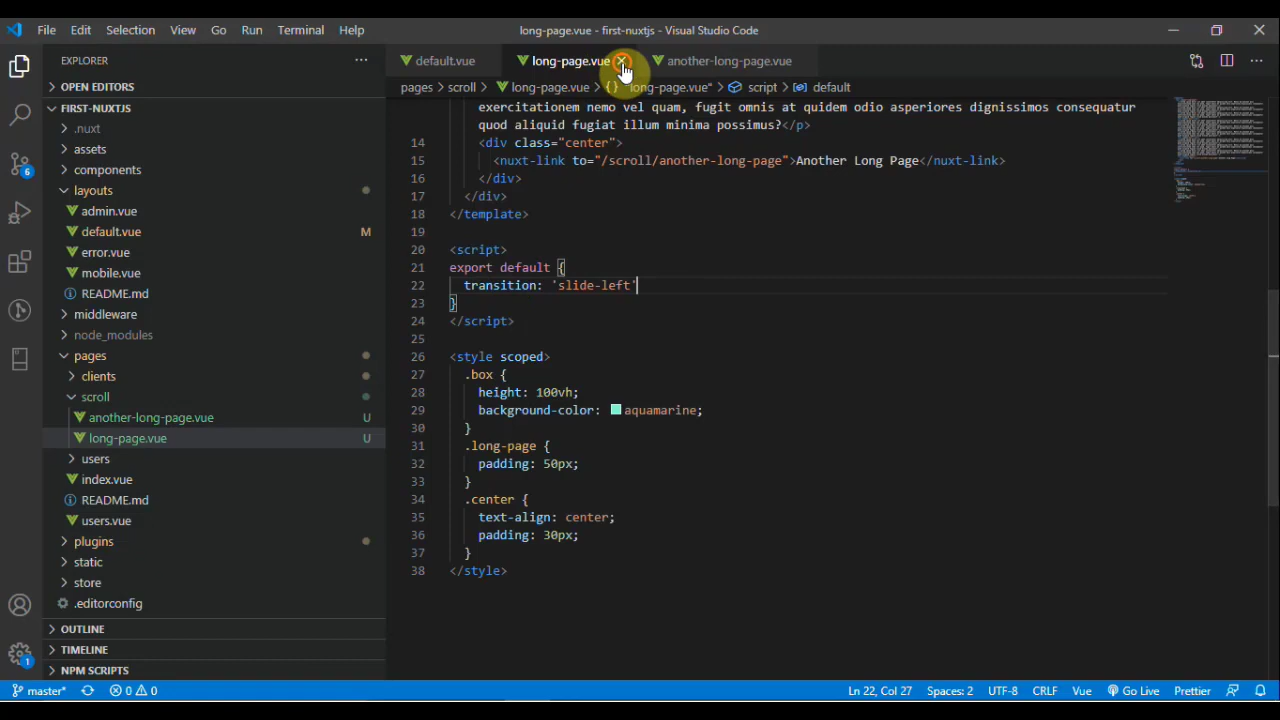 File Edit Selection View Go Run Terminal Help
long-page.vue - first-nuxtjs - Visual Studio Code
EXPLORER
OPEN EDITORS
FIRST-NUXTJS
.nuxt
assets
components
layouts
admin.vue
default.vue M
error.vue
mobile.vue
README.md
middleware
node_modules
pages
clients
scroll
another-long-page.vue U
long-page.vue U
users
index.vue
README.md
users.vue
plugins
static
store
.editorconfig
OUTLINE
TIMELINE
NPM SCRIPTS
6
1
default.vue long-page.vue another-long-page.vue
pages > scroll > long-page.vue > {} "long-page.vue" > script > default
exercitationem nemo vel quam, fugit omnis at quidem odio asperiores dignissimos consequatur
quod aliquid fugiat illum minima possimus?</p>
14 <div class="center">
15 <nuxt-link to="/scroll/another-long-page">Another Long Page</nuxt-link>
16 </div>
17 </div>
18 </template>
19
20 <script>
21 export default {
22 transition: 'slide-left'
23 }
24 </script>
25
26 <style scoped>
27 .box {
28 height: 100vh;
29 background-color: aquamarine;
30 }
31 .long-page {
32 padding: 50px;
33 }
34 .center {
35 text-align: center;
36 padding: 30px;
37 }
38 </style>
master* 0 0 Ln 22, Col 27 Spaces: 2 UTF-8 CRLF Vue Go Live Prettier